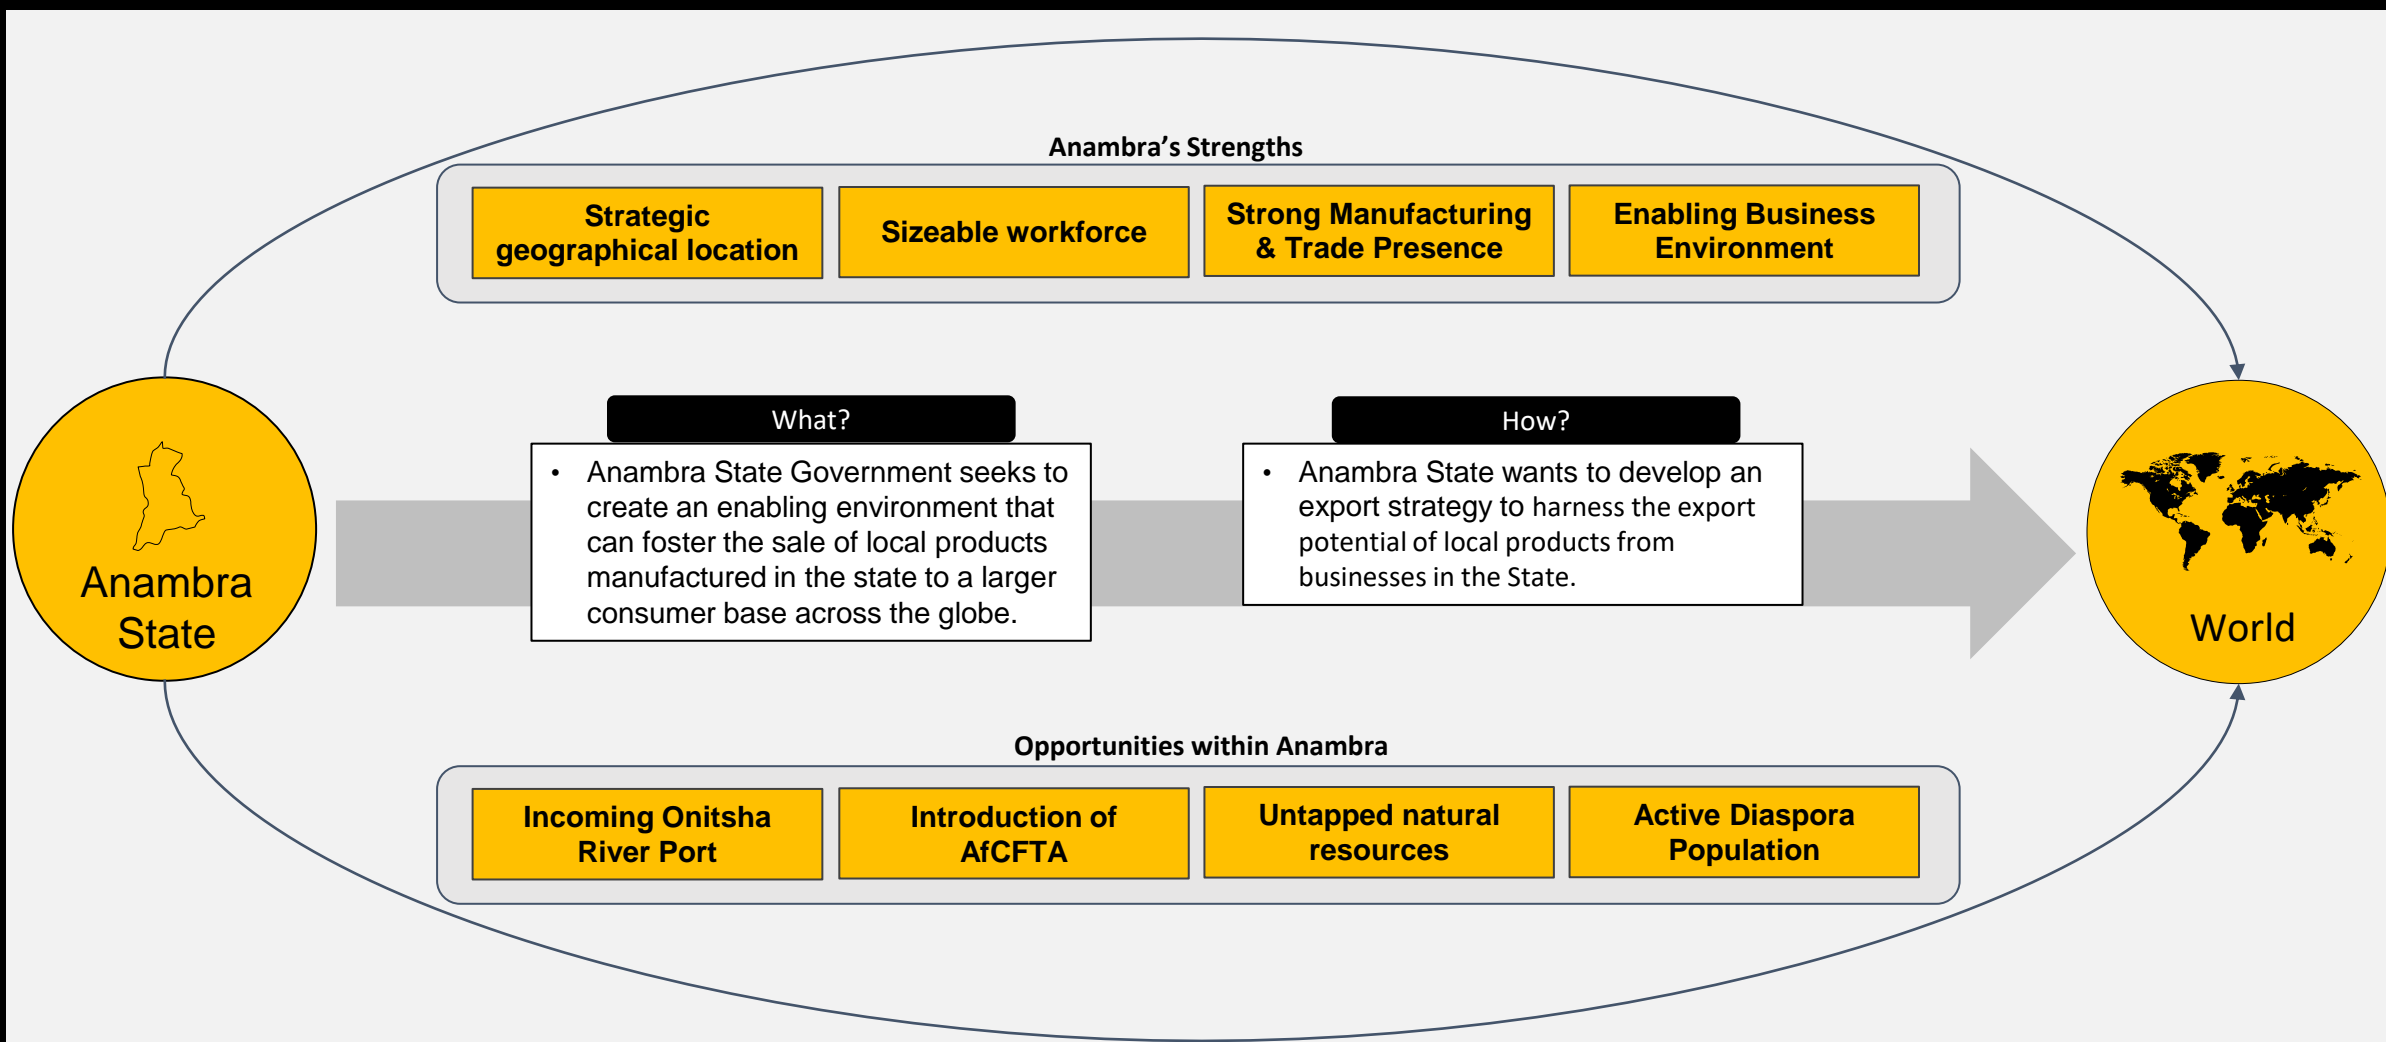 Anambra’s Strengths
Strategic
geographical location
Sizeable workforce
Strong Manufacturing
& Trade Presence
Enabling Business
Environment
Anambra
State
What?
• Anambra State Government seeks to
create an enabling environment that
can foster the sale of local products
manufactured in the state to a larger
consumer base across the globe.
How?
• Anambra State wants to develop an
export strategy to harness the export
potential of local products from
businesses in the State.
World
Opportunities within Anambra
Incoming Onitsha
River Port
Introduction of
AfCFTA
Untapped natural
resources
Active Diaspora
Population